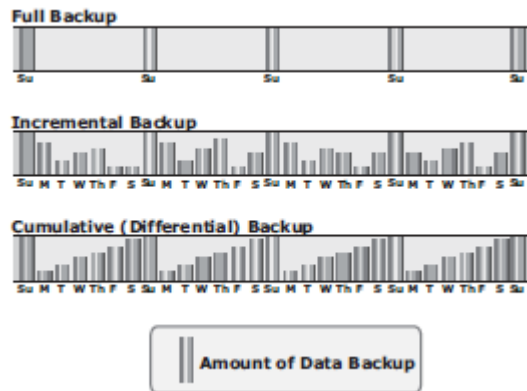 Full Backup
Su Su Su Su Su
Incremental Backup
Su M T W Th F S Su M T W Th F S Su M T W Th F S Su M T W Th F S Su
Cumulative (Differential) Backup
Su M T W Th F S Su M T W Th F S Su M T W Th F S Su M T W Th F S Su
Amount of Data Backup